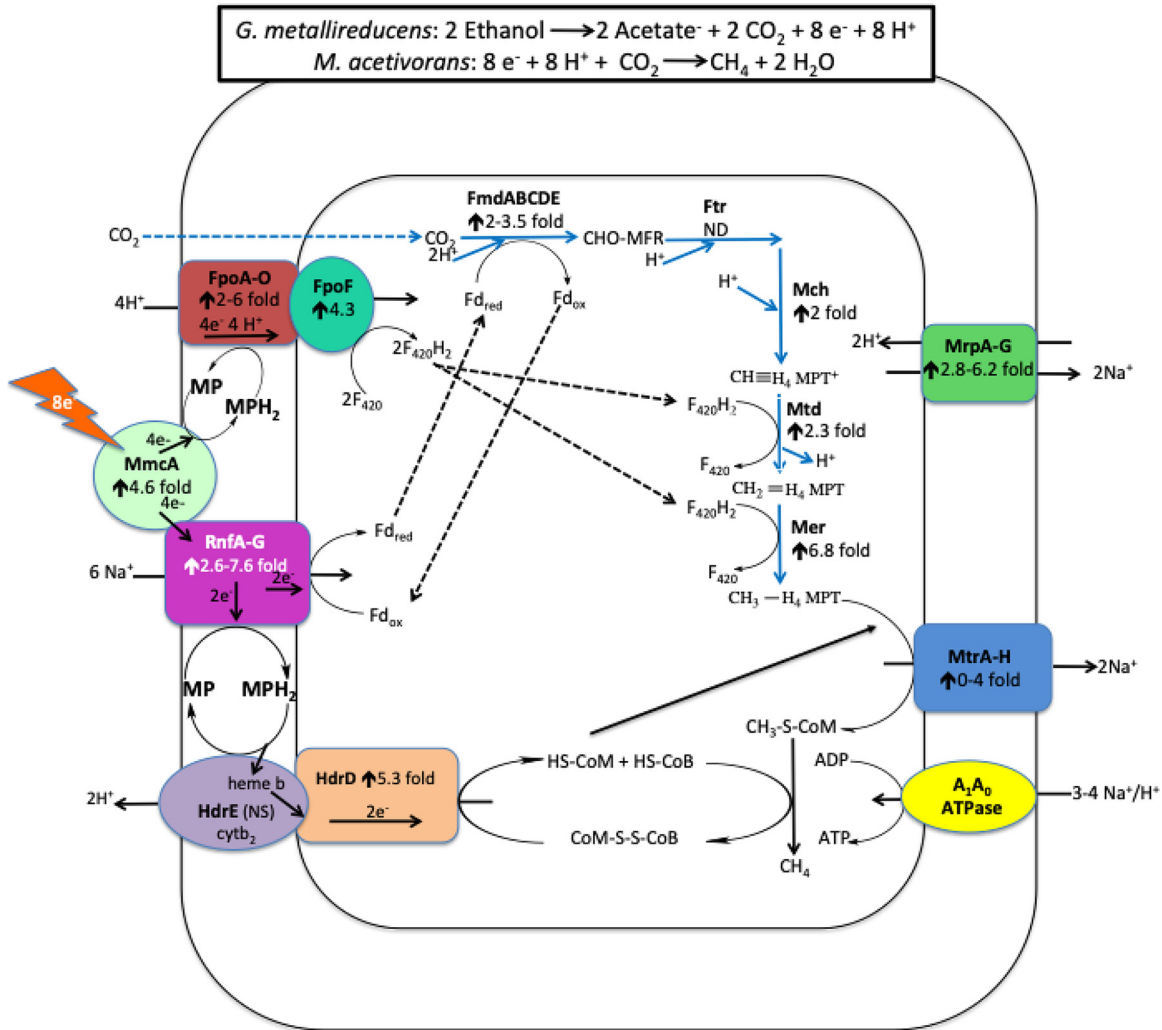 G. metallireducens: 2 Ethanol ⟶ 2 Acetate⁻ + 2 CO₂ + 8 e⁻ + 8 H⁺
M. acetivorans: 8 e⁻ + 8 H⁺ + CO₂ ⟶ CH₄ + 2 H₂O
FmdABCDE
↑2-3.5 fold
Ftr
ND
CO₂
CO₂
2H⁺
CHO-MFR
H⁺
FpoA-O
↑2-6 fold
4e⁻ 4 H⁺
4H⁺
FpoF
↑4.3
Fd_red
Fd_ox
H⁺
Mch
↑2 fold
2F₄₂₀H₂
2F₄₂₀
MP
MPH₂
2H⁺
MrpA-G
↑2.8-6.2 fold
2Na⁺
CH≡H₄ MPT⁺
8e⁻
4e-
MmcA
↑4.6 fold
4e-
F₄₂₀H₂
Mtd
↑2.3 fold
F₄₂₀
H⁺
CH₂ ═H₄ MPT
F₄₂₀H₂
Mer
↑6.8 fold
F₄₂₀
CH₃ —H₄ MPT
RnfA-G
↑2.6-7.6 fold
2e⁻
2e⁻
6 Na⁺
Fd_red
Fd_ox
MP
MPH₂
MtrA-H
↑0-4 fold
2Na⁺
CH₃-S-CoM
heme b
HdrE (NS)
cytb₂
2H⁺
HdrD ↑5.3 fold
2e⁻
HS-CoM + HS-CoB
CoM-S-S-CoB
CH₄
ADP
ATP
A₁A₀
ATPase
3-4 Na⁺/H⁺